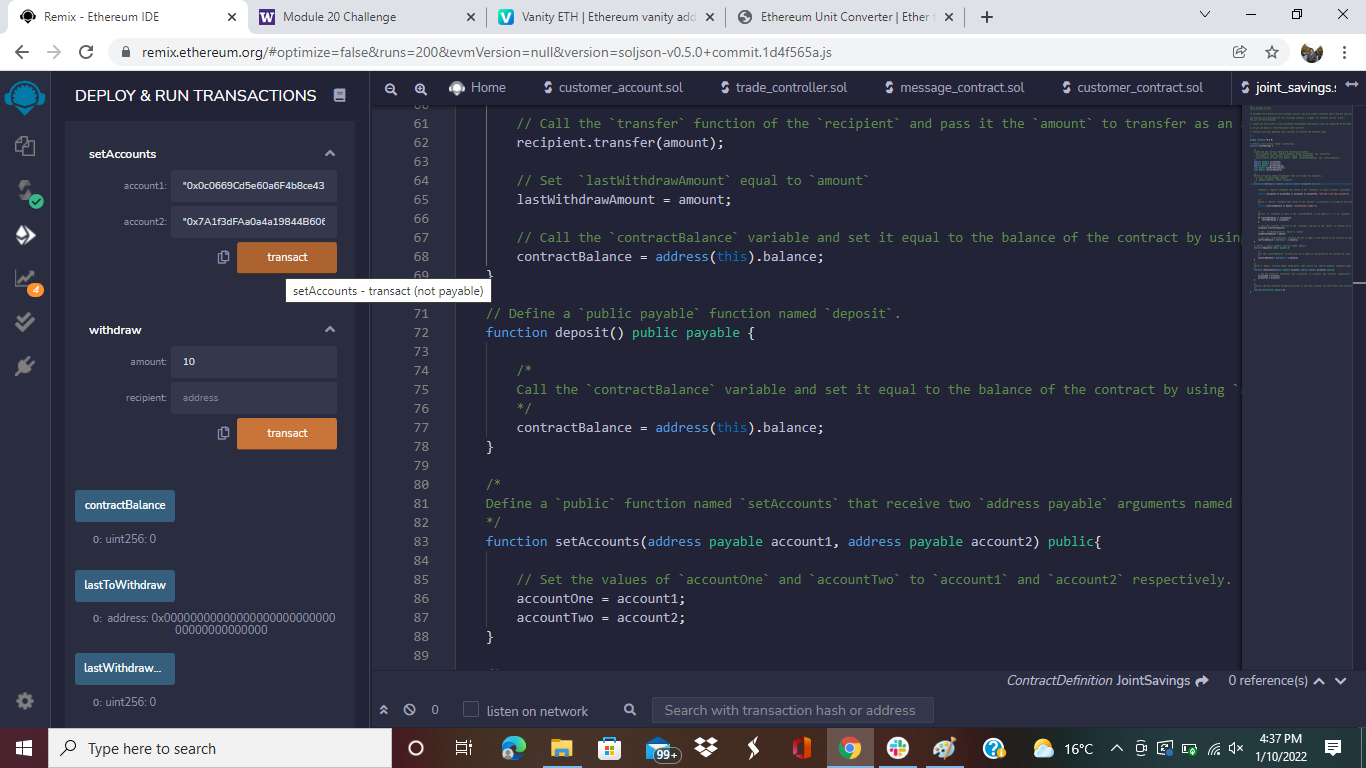 Remix - Ethereum IDE
Module 20 Challenge
Vanity ETH | Ethereum vanity add
Ethereum Unit Converter | Ether
remix.ethereum.org/#optimize=false&runs=200&evmVersion=null&version=soljson-v0.5.0+commit.1d4f565a.js
DEPLOY & RUN TRANSACTIONS
Home
customer_account.sol
trade_controller.sol
message_contract.sol
customer_contract.sol
joint_savings.s
setAccounts
account1: "0x0c0669Cd5e60a6F4b8ce43
account2: "0x7A1f3dFAa0a4a19844B606
transact
setAccounts - transact (not payable)
withdraw
amount: 10
recipient: address
transact
contractBalance
0: uint256: 0
lastToWithdraw
0: address: 0x00000000000000000000000000
00000000000000
lastWithdraw...
0: uint256: 0
4
60
61 // Call the `transfer` function of the `recipient` and pass it the `amount` to transfer as an
62 recipient.transfer(amount);
63
64 // Set  `lastWithdrawAmount` equal to `amount`
65 lastWithdrawAmount = amount;
66
67 // Call the `contractBalance` variable and set it equal to the balance of the contract by usin
68 contractBalance = address(this).balance;
69 }
71 // Define a `public payable` function named `deposit`.
72 function deposit() public payable {
73
74 /*
75 Call the `contractBalance` variable and set it equal to the balance of the contract by using `
76 */
77 contractBalance = address(this).balance;
78 }
79
80 /*
81 Define a `public` function named `setAccounts` that receive two `address payable` arguments named
82 */
83 function setAccounts(address payable account1, address payable account2) public{
84
85 // Set the values of `accountOne` and `accountTwo` to `account1` and `account2` respectively.
86 accountOne = account1;
87 accountTwo = account2;
88 }
89
ContractDefinition JointSavings
0 reference(s)
0
listen on network
Search with transaction hash or address
Type here to search
99+
16°C
4:37 PM
1/10/2022